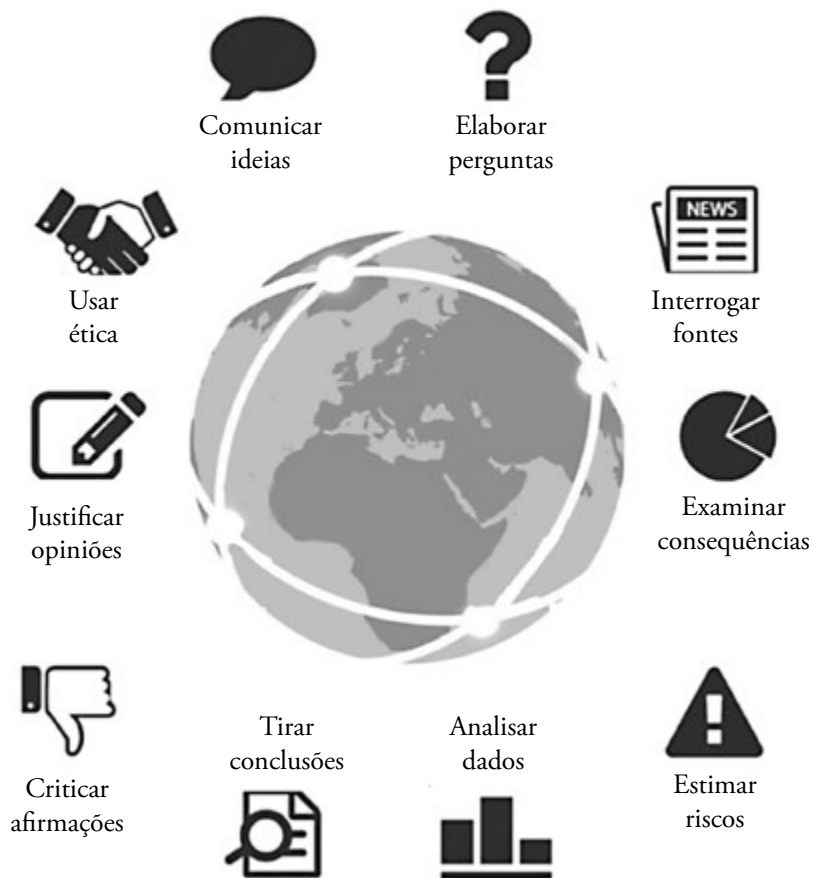 Comunicar
ideias
Elaborar
perguntas
NEWS
Interrogar
fontes
Usar
ética
Justificar
opiniões
Examinar
consequências
Criticar
afirmações
Tirar
conclusões
Analisar
dados
Estimar
riscos